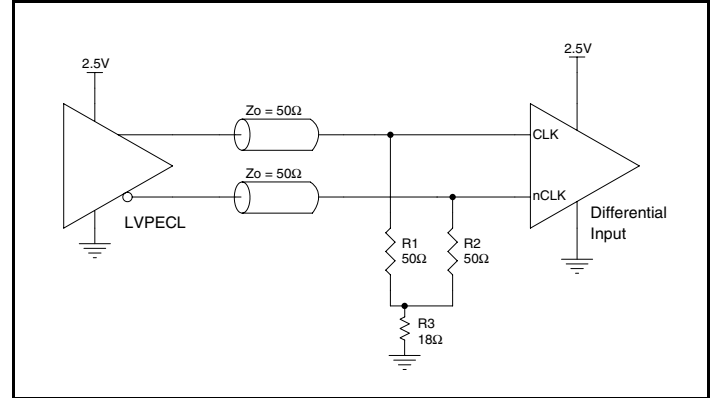 2.5V
2.5V
Zo = 50Ω
CLK
Zo = 50Ω
nCLK
LVPECL
Differential
Input
R1
50Ω
R2
50Ω
R3
18Ω